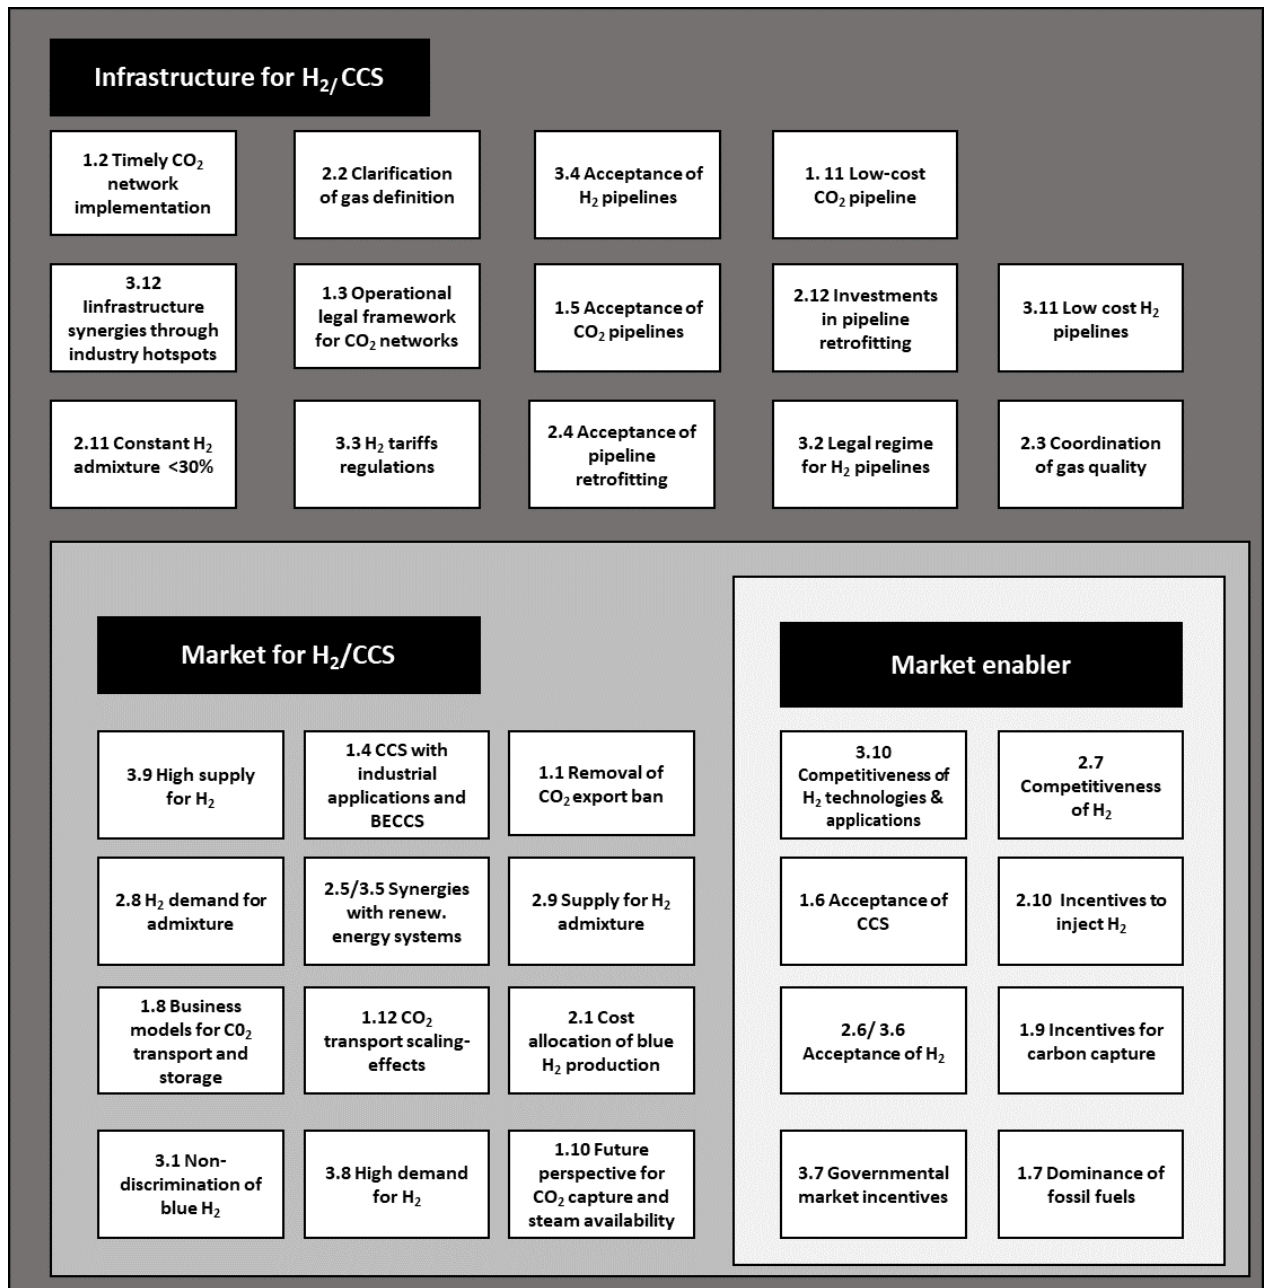 Infrastructure for H₂/ CCS
1.2 Timely CO₂
network
implementation
2.2 Clarification
of gas definition
3.4 Acceptance of
H₂ pipelines
1. 11 Low-cost
CO₂ pipeline
3.12
Iinfrastructure
synergies through
industry hotspots
1.3 Operational
legal framework
for CO₂ networks
1.5 Acceptance of
CO₂ pipelines
2.12 Investments
in pipeline
retrofitting
3.11 Low cost H₂
pipelines
2.11 Constant H₂
admixture <30%
3.3 H₂ tariffs
regulations
2.4 Acceptance of
pipeline
retrofitting
3.2 Legal regime
for H₂ pipelines
2.3 Coordination
of gas quality
Market for H₂/CCS
3.9 High supply
for H₂
1.4 CCS with
industrial
applications and
BECCS
1.1 Removal of
CO₂ export ban
2.8 H₂ demand for
admixture
2.5/3.5 Synergies
with renew.
energy systems
2.9 Supply for H₂
admixture
1.8 Business
models for C0₂
transport and
storage
1.12 CO₂
transport scaling-
effects
2.1 Cost
allocation of blue
H₂ production
3.1 Non-
discrimination of
blue H₂
3.8 High demand
for H₂
1.10 Future
perspective for
CO₂ capture and
steam availability
Market enabler
3.10
Competitiveness of
H₂ technologies &
applications
2.7
Competitiveness
of H₂
1.6 Acceptance of
CCS
2.10 Incentives to
inject H₂
2.6/ 3.6
Acceptance of H₂
1.9 Incentives for
carbon capture
3.7 Governmental
market incentives
1.7 Dominance of
fossil fuels